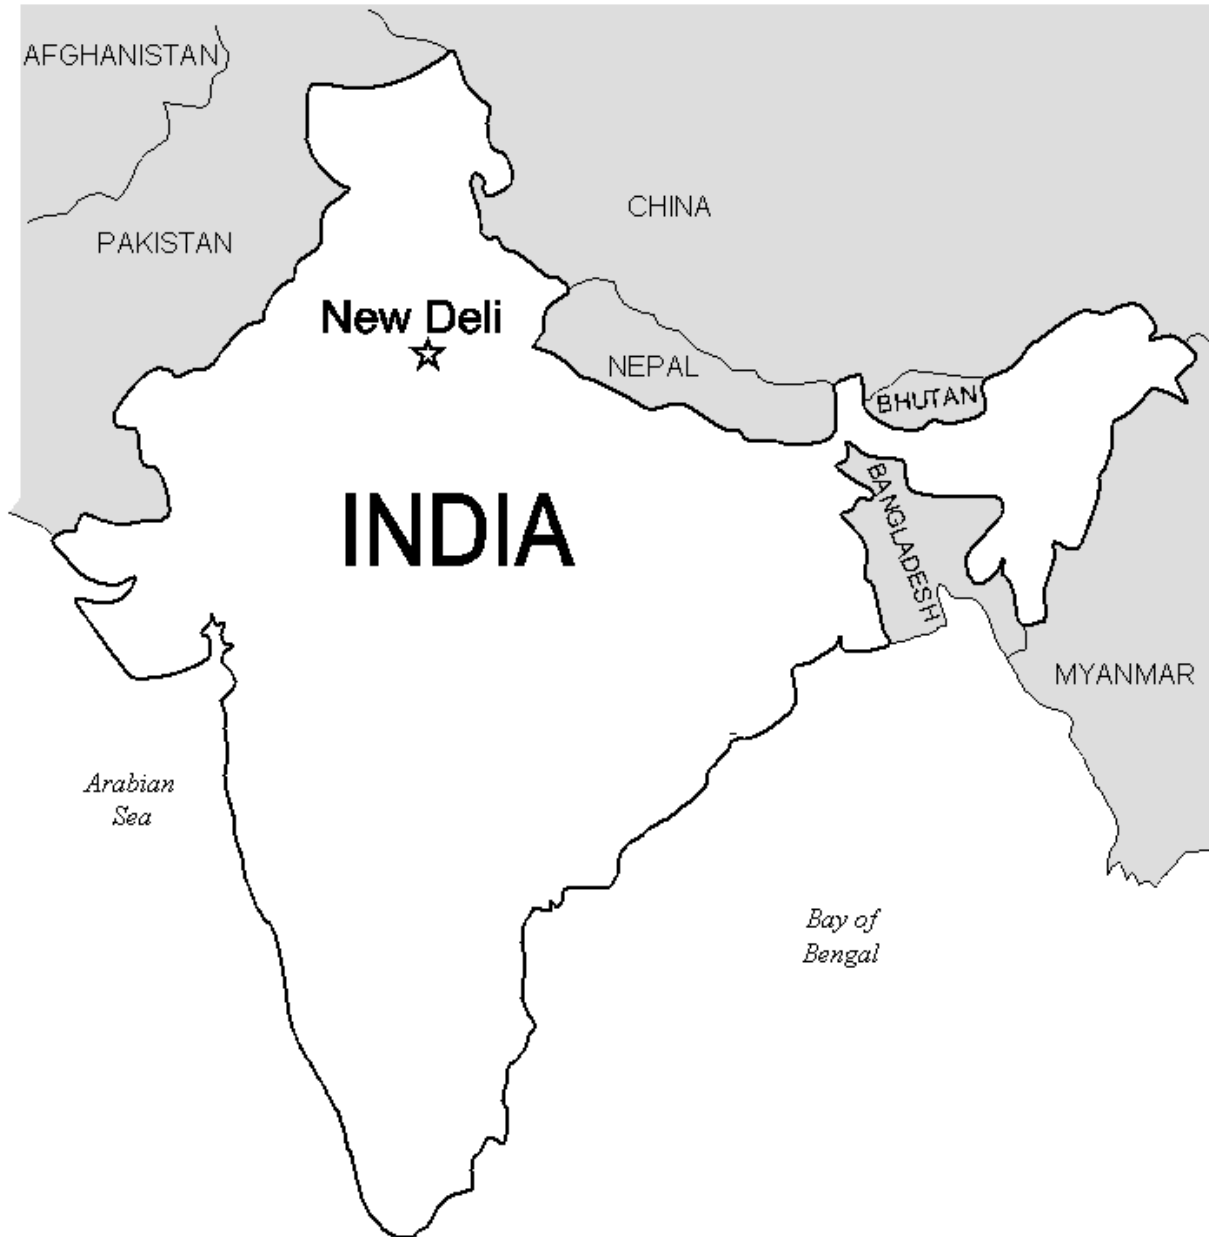 AFGHANISTAN
CHINA
PAKISTAN
New Deli
NEPAL
BHUTAN
BANGLADESH
INDIA
MYANMAR
Arabian
Sea
Bay of
Bengal